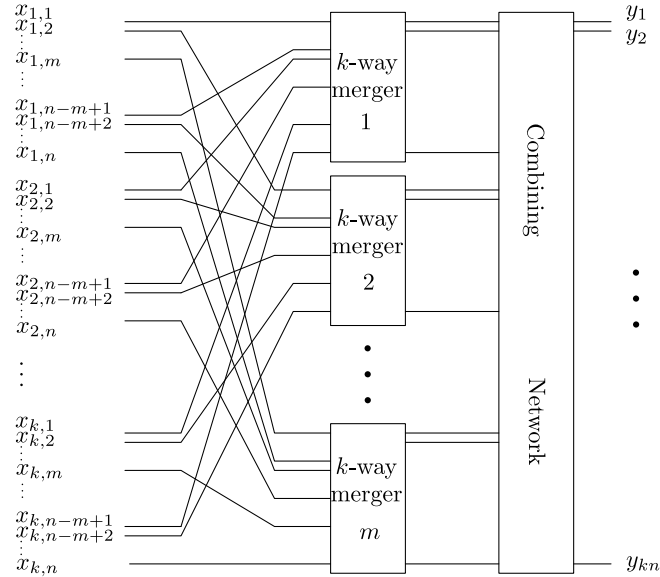 x_{1,1}
x_{1,2}
x_{1,m}
x_{1,n−m+1}
x_{1,n−m+2}
x_{1,n}
x_{2,1}
x_{2,2}
x_{2,m}
x_{2,n−m+1}
x_{2,n−m+2}
x_{2,n}
x_{k,1}
x_{k,2}
x_{k,m}
x_{k,n−m+1}
x_{k,n−m+2}
x_{k,n}
k-way
merger
1
k-way
merger
2
k-way
merger
m
Combining
Network
y_1
y_2
y_{kn}